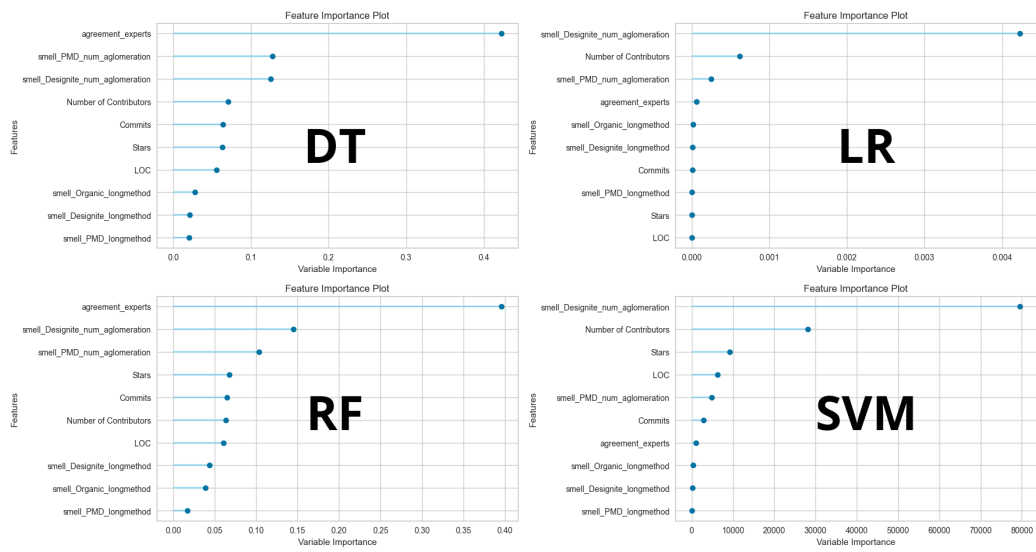 Feature Importance Plot
agreement_experts
smell_PMD_num_aglomeration
smell_Designite_num_aglomeration
Number of Contributors
Commits
Stars
LOC
smell_Organic_longmethod
smell_Designite_longmethod
smell_PMD_longmethod
Features
DT
0.0 0.1 0.2 0.3 0.4
Variable Importance
Feature Importance Plot
smell_Designite_num_aglomeration
Number of Contributors
smell_PMD_num_aglomeration
agreement_experts
smell_Organic_longmethod
smell_Designite_longmethod
Commits
smell_PMD_longmethod
Stars
LOC
Features
LR
0.000 0.001 0.002 0.003 0.004
Variable Importance
Feature Importance Plot
agreement_experts
smell_Designite_num_aglomeration
smell_PMD_num_aglomeration
Stars
Commits
Number of Contributors
LOC
smell_Designite_longmethod
smell_Organic_longmethod
smell_PMD_longmethod
Features
RF
0.00 0.05 0.10 0.15 0.20 0.25 0.30 0.35 0.40
Variable Importance
Feature Importance Plot
smell_Designite_num_aglomeration
Number of Contributors
Stars
LOC
smell_PMD_num_aglomeration
Commits
agreement_experts
smell_Organic_longmethod
smell_Designite_longmethod
smell_PMD_longmethod
Features
SVM
0 10000 20000 30000 40000 50000 60000 70000 80000
Variable Importance